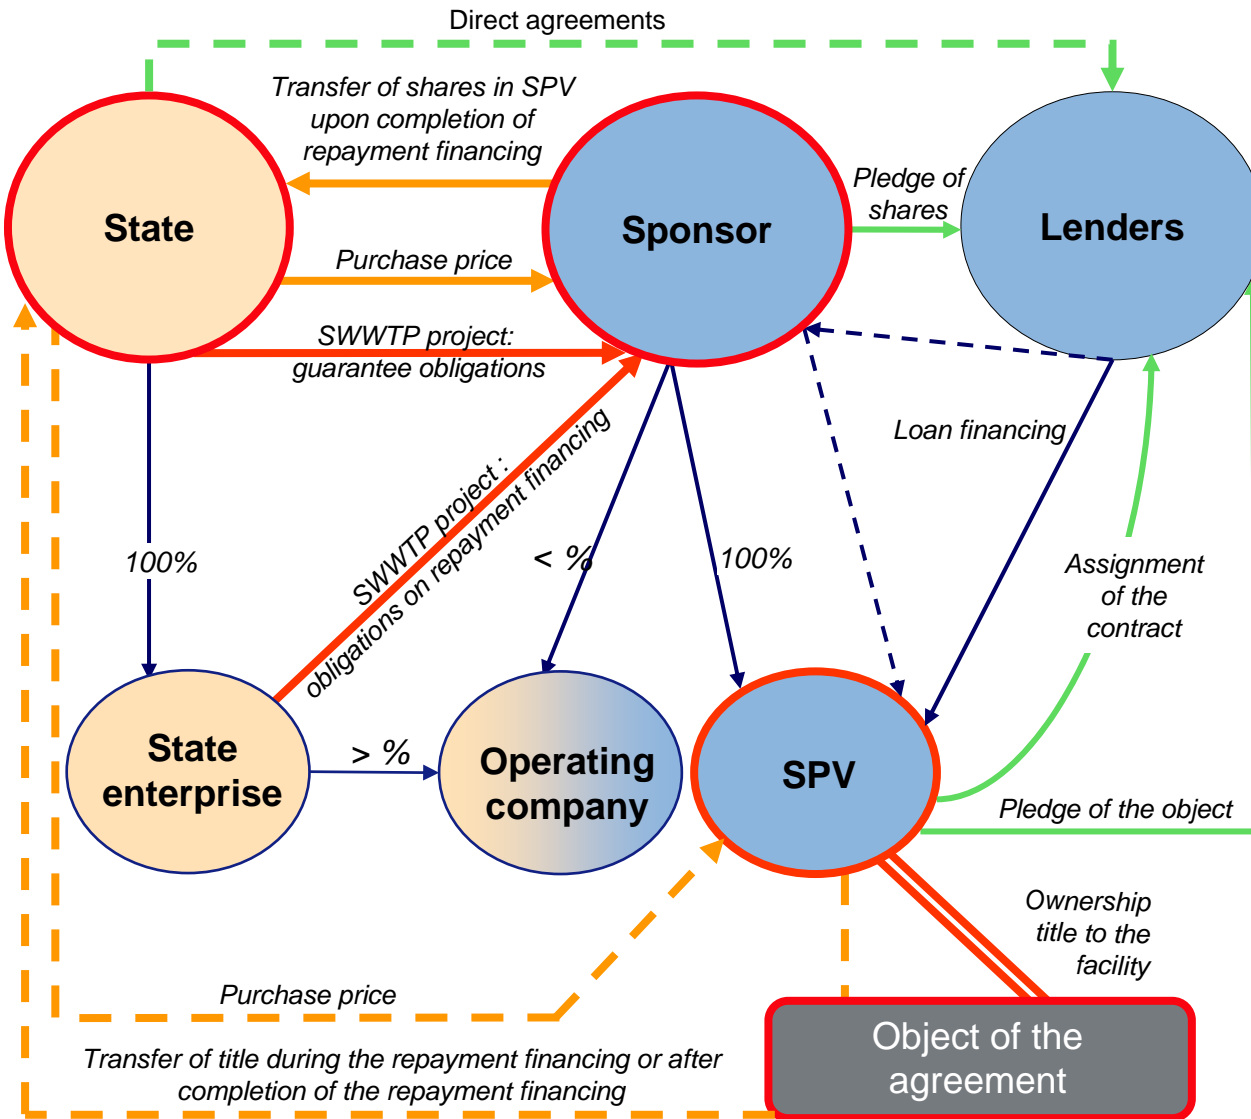 Direct agreements
Transfer of shares in SPV
upon completion of
repayment financing
State
Sponsor
Pledge of
shares
Lenders
Purchase price
SWWTP project:
guarantee obligations
Loan financing
SWWTP project :
obligations on repayment financing
100%
< %
100%
Assignment
of the
contract
State
enterprise
> %
Operating
company
SPV
Pledge of the object
Ownership
title to the
facility
Purchase price
Transfer of title during the repayment financing or after
completion of the repayment financing
Object of the
agreement